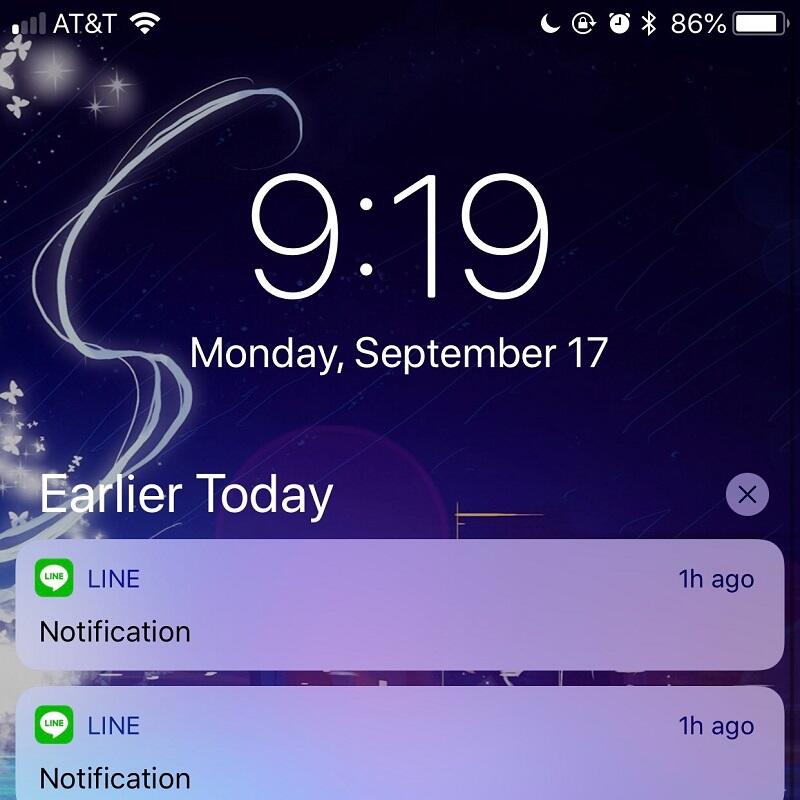 AT&T 86%
9:19
Monday, September 17
Earlier Today
LINE LINE 1h ago
Notification
LINE LINE 1h ago
Notification